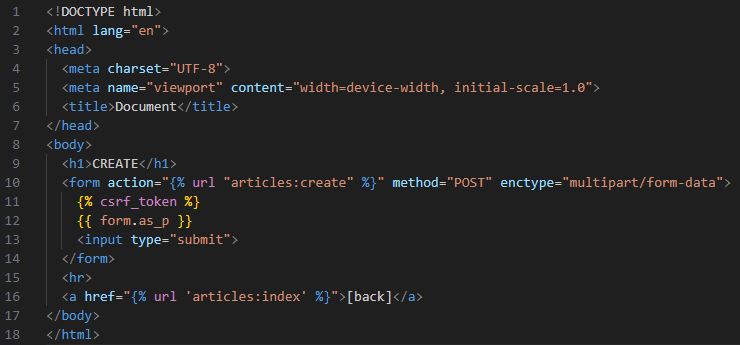 1 <!DOCTYPE html>
2 <html lang="en">
3 <head>
4   <meta charset="UTF-8">
5   <meta name="viewport" content="width=device-width, initial-scale=1.0">
6   <title>Document</title>
7 </head>
8 <body>
9   <h1>CREATE</h1>
10   <form action="{% url "articles:create" %}" method="POST" enctype="multipart/form-data">
11     {% csrf_token %}
12     {{ form.as_p }}
13     <input type="submit">
14   </form>
15   <hr>
16   <a href="{% url 'articles:index' %}">[back]</a>
17 </body>
18 </html>